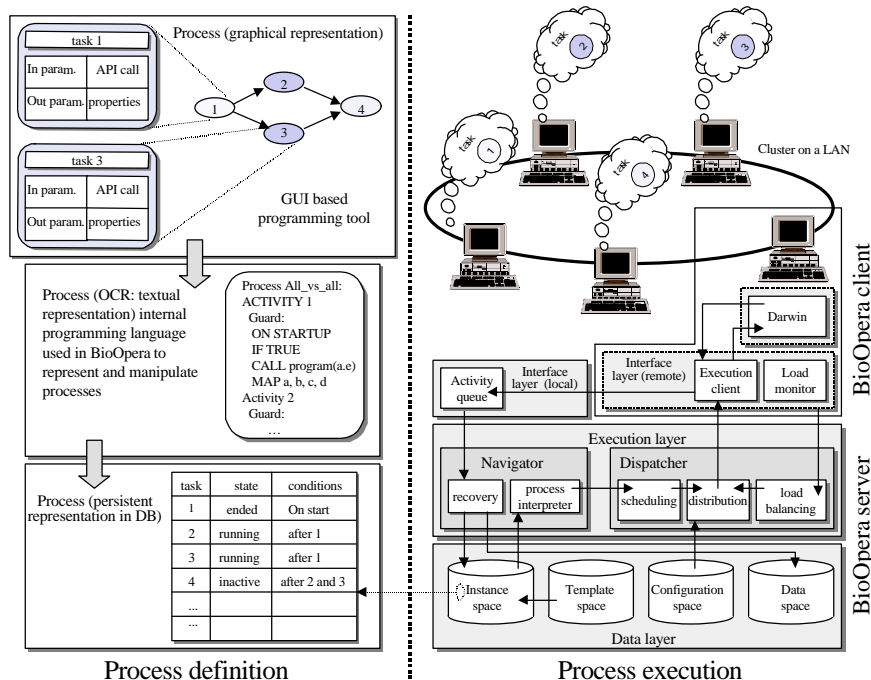 task 1
In param. API call
Out param. properties
Process (graphical representation)
1
2
3
4
task 3
In param. API call
Out param. properties
GUI based
programming tool
Process (OCR: textual
representation) internal
programming language
used in BioOpera to
represent and manipulate
processes
Process All_vs_all:
ACTIVITY 1
Guard:
ON STARTUP
IF TRUE
CALL program(a.e)
MAP a, b, c, d
Activity 2
Guard:
...
Process (persistent
representation in DB)
task state conditions
1 ended On start
2 running after 1
3 running after 1
4 inactive after 2 and 3
...
...
Process definition
task 2
task 3
task 1
task 4
Cluster on a LAN
Darwin
Interface
layer (remote)
Execution
client
Load
monitor
Activity
queue
Interface
layer (local)
BioOpera client
Execution layer
Navigator
recovery
process
interpreter
Dispatcher
scheduling
distribution
load
balancing
BioOpera server
Instance
space
Template
space
Configuration
space
Data
space
Data layer
Process execution